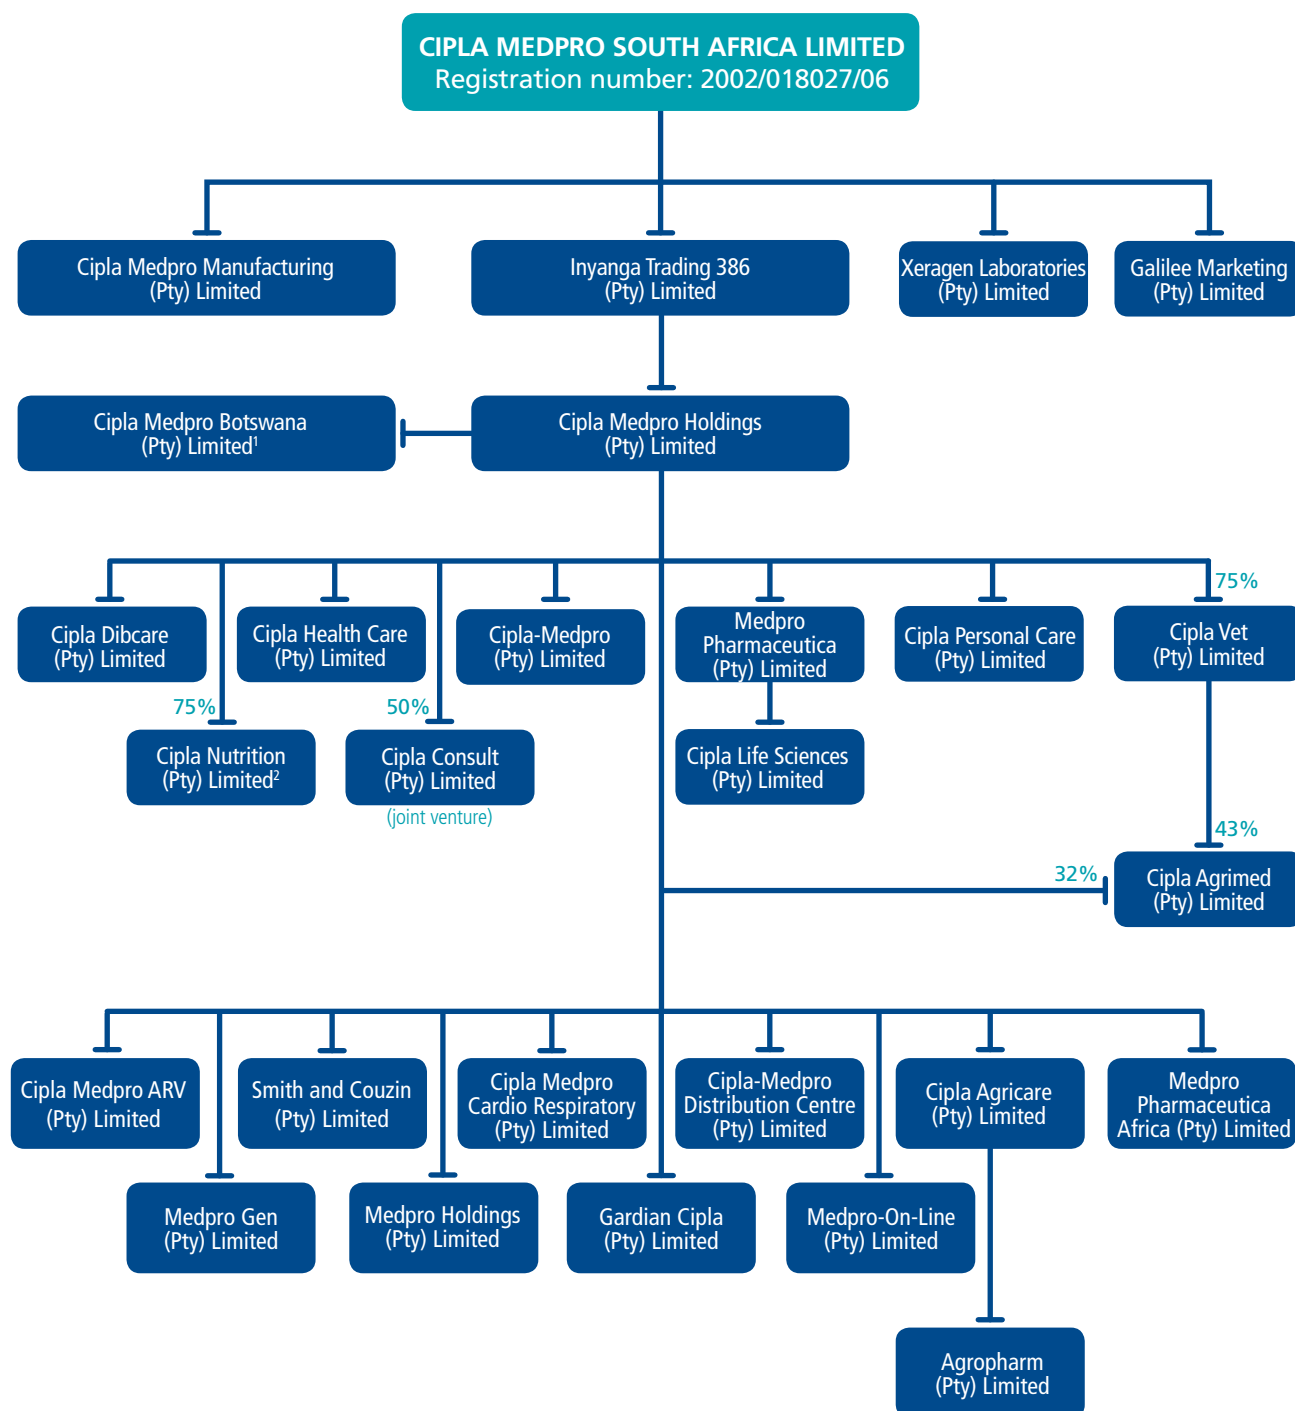 CIPLA MEDPRO SOUTH AFRICA LIMITED
Registration number: 2002/018027/06
Cipla Medpro Manufacturing
(Pty) Limited
Inyanga Trading 386
(Pty) Limited
Xeragen Laboratories
(Pty) Limited
Galilee Marketing
(Pty) Limited
Cipla Medpro Botswana
(Pty) Limited¹
Cipla Medpro Holdings
(Pty) Limited
75%
Cipla Dibcare
(Pty) Limited
Cipla Health Care
(Pty) Limited
Cipla-Medpro
(Pty) Limited
Medpro
Pharmaceutica
(Pty) Limited
Cipla Personal Care
(Pty) Limited
Cipla Vet
(Pty) Limited
75%
Cipla Nutrition
(Pty) Limited²
50%
Cipla Consult
(Pty) Limited
(joint venture)
Cipla Life Sciences
(Pty) Limited
43%
32%
Cipla Agrimed
(Pty) Limited
Cipla Medpro ARV
(Pty) Limited
Smith and Couzin
(Pty) Limited
Cipla Medpro
Cardio Respiratory
(Pty) Limited
Cipla-Medpro
Distribution Centre
(Pty) Limited
Cipla Agricare
(Pty) Limited
Medpro
Pharmaceutica
Africa (Pty) Limited
Medpro Gen
(Pty) Limited
Medpro Holdings
(Pty) Limited
Gardian Cipla
(Pty) Limited
Medpro-On-Line
(Pty) Limited
Agropharm
(Pty) Limited